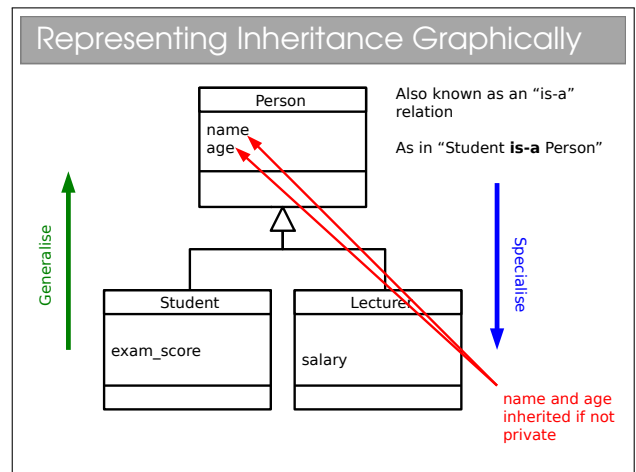 Representing Inheritance Graphically
Person
name
age
Also known as an “is-a”
relation
As in “Student is-a Person”
Generalise
Specialise
Student
exam_score
Lecturer
salary
name and age
inherited if not
private